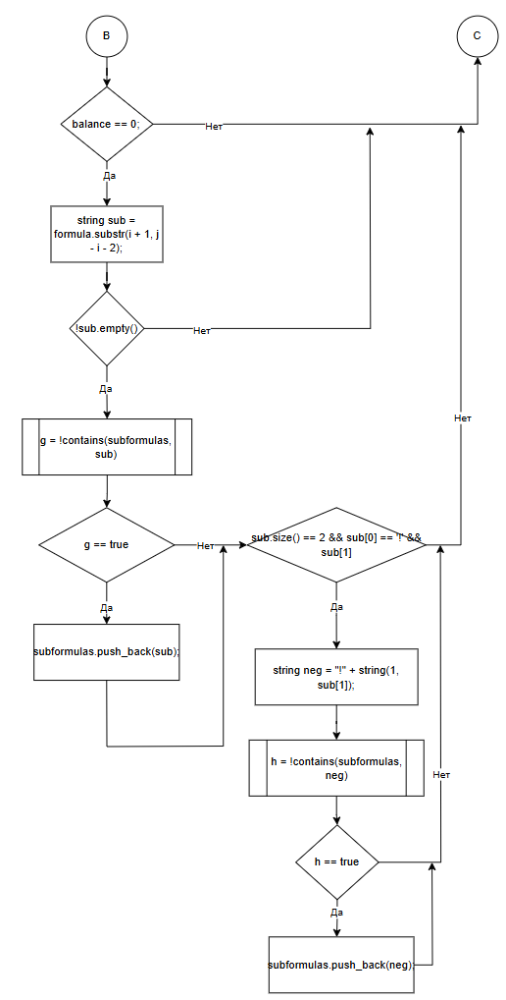 B
C
balance == 0;
Нет
Да
string sub =
formula.substr(i + 1, j
- i - 2);
!sub.empty()
Нет
Да
Нет
g = !contains(subformulas,
sub)
g == true
Нет
sub.size() == 2 && sub[0] == '!' &&
sub[1]
Да
Да
subformulas.push_back(sub);
string neg = "!" + string(1,
sub[1]);
h = !contains(subformulas,
neg)
Нет
h == true
Да
subformulas.push_back(neg);